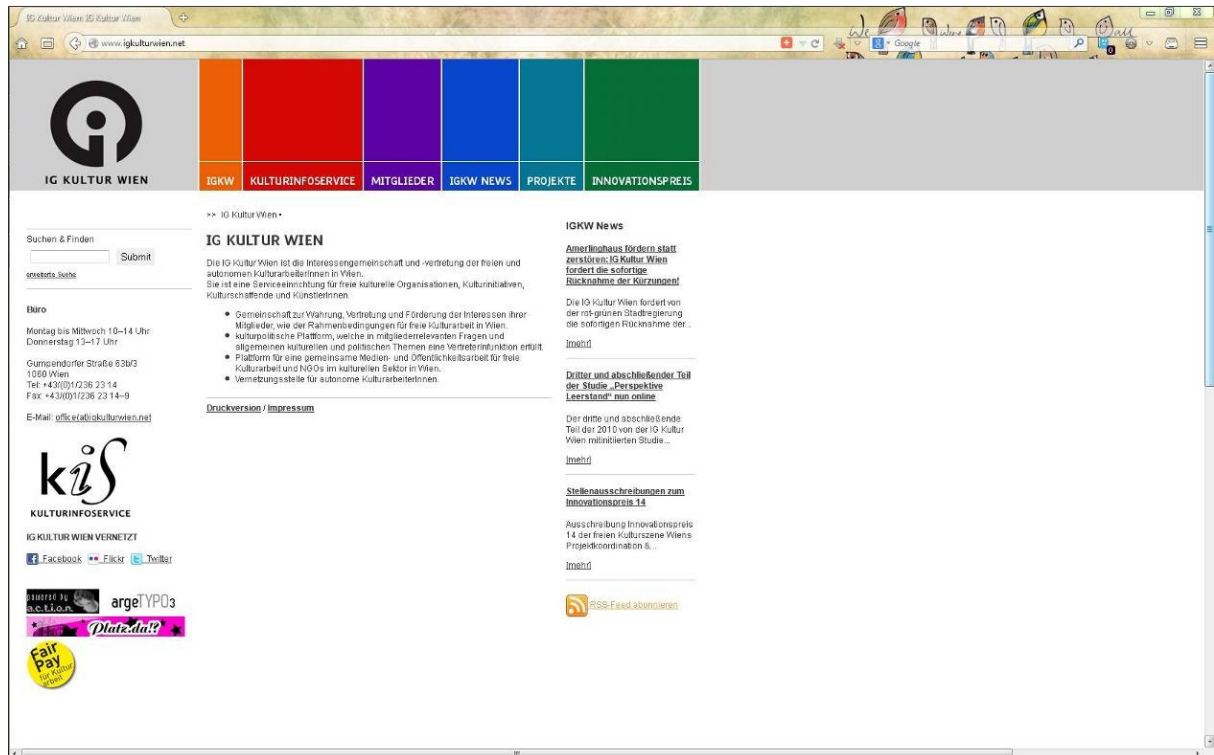 IG Kultur Wien: IG Kultur Wien
www.igkulturwien.net
Google
We
all
0
IG KULTUR WIEN
IGKW
KULTURINFOSERVICE
MITGLIEDER
IGKW NEWS
PROJEKTE
INNOVATIONSPREIS
Suchen & Finden
Submit
erweiterte Suche
Büro
Montag bis Mittwoch 10–14 Uhr
Donnerstag 13–17 Uhr
Gumpendorfer Straße 63b/3
1060 Wien
Tel: +43/(0)1/236 23 14
Fax: +43/(0)1/236 23 14–9
E-Mail: office(at)igkulturwien.net
kis
KULTURINFOSERVICE
IG KULTUR WIEN VERNETZT
Facebook Flickr Twitter
powered by
a.c.t.i.o.n.
argeTYPO3
Platz.da!?
Fair
Pay
für Kultur
arbeit
>> IG Kultur Wien •
IG KULTUR WIEN
Die IG Kultur Wien ist die Interessengemeinschaft und -vertretung der freien und
autonomen KulturarbeiterInnen in Wien.
Sie ist eine Serviceeinrichtung für freie kulturelle Organisationen, Kulturinitiativen,
Kulturschaffende und KünstlerInnen.
• Gemeinschaft zur Wahrung, Vertretung und Förderung der Interessen ihrer
Mitglieder, wie der Rahmenbedingungen für freie Kulturarbeit in Wien.
• kulturpolitische Plattform, welche in mitgliederrelevanten Fragen und
allgemeinen kulturellen und politischen Themen eine Vertreterinfunktion erfüllt.
• Plattform für eine gemeinsame Medien- und Öffentlichkeitsarbeit für freie
Kulturarbeit und NGOs im kulturellen Sektor in Wien.
• Vernetzungsstelle für autonome KulturarbeiterInnen.
Druckversion / Impressum
IGKW News
Amerlinghaus fördern statt
zerstören: IG Kultur Wien
fordert die sofortige
Rücknahme der Kürzungen!
Die IG Kultur Wien fordert von
der rot-grünen Stadtregierung
die sofortigen Rücknahme der...
[mehr]
Dritter und abschließender Teil
der Studie „Perspektive
Leerstand“ nun online
Der dritte und abschließende
Teil der 2010 von der IG Kultur
Wien mitinitiierten Studie...
[mehr]
Stellenausschreibungen zum
Innovationspreis 14
Ausschreibung Innovationspreis
14 der freien Kulturszene Wiens
Projektkoordination &...
[mehr]
RSS-Feed abonnieren